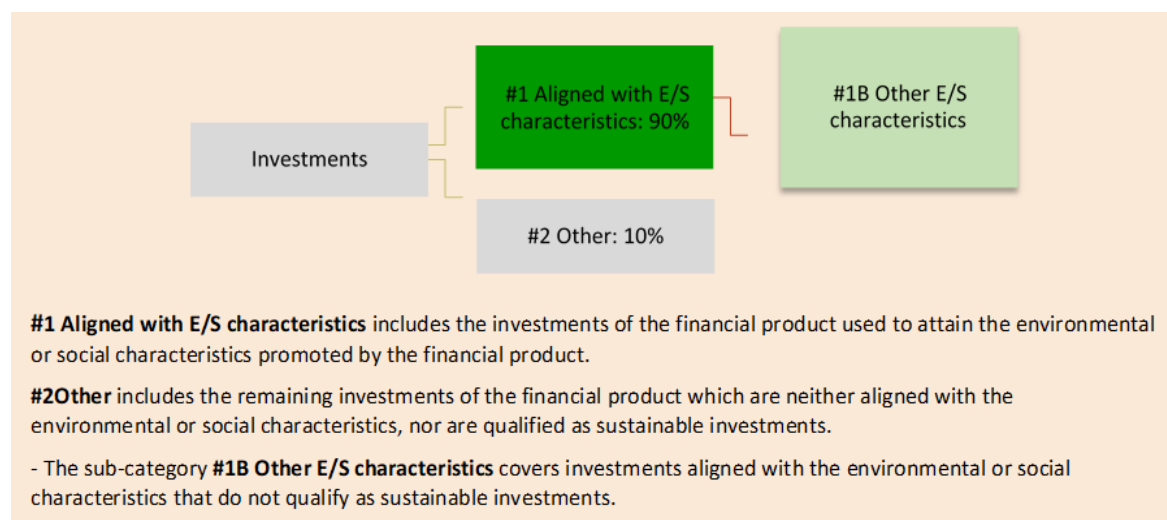 #1 Aligned with E/S
characteristics: 90%
#1B Other E/S
characteristics
Investments
#2 Other: 10%
#1 Aligned with E/S characteristics includes the investments of the financial product used to attain the environmental
or social characteristics promoted by the financial product.
#2Other includes the remaining investments of the financial product which are neither aligned with the
environmental or social characteristics, nor are qualified as sustainable investments.
- The sub-category #1B Other E/S characteristics covers investments aligned with the environmental or social
characteristics that do not qualify as sustainable investments.